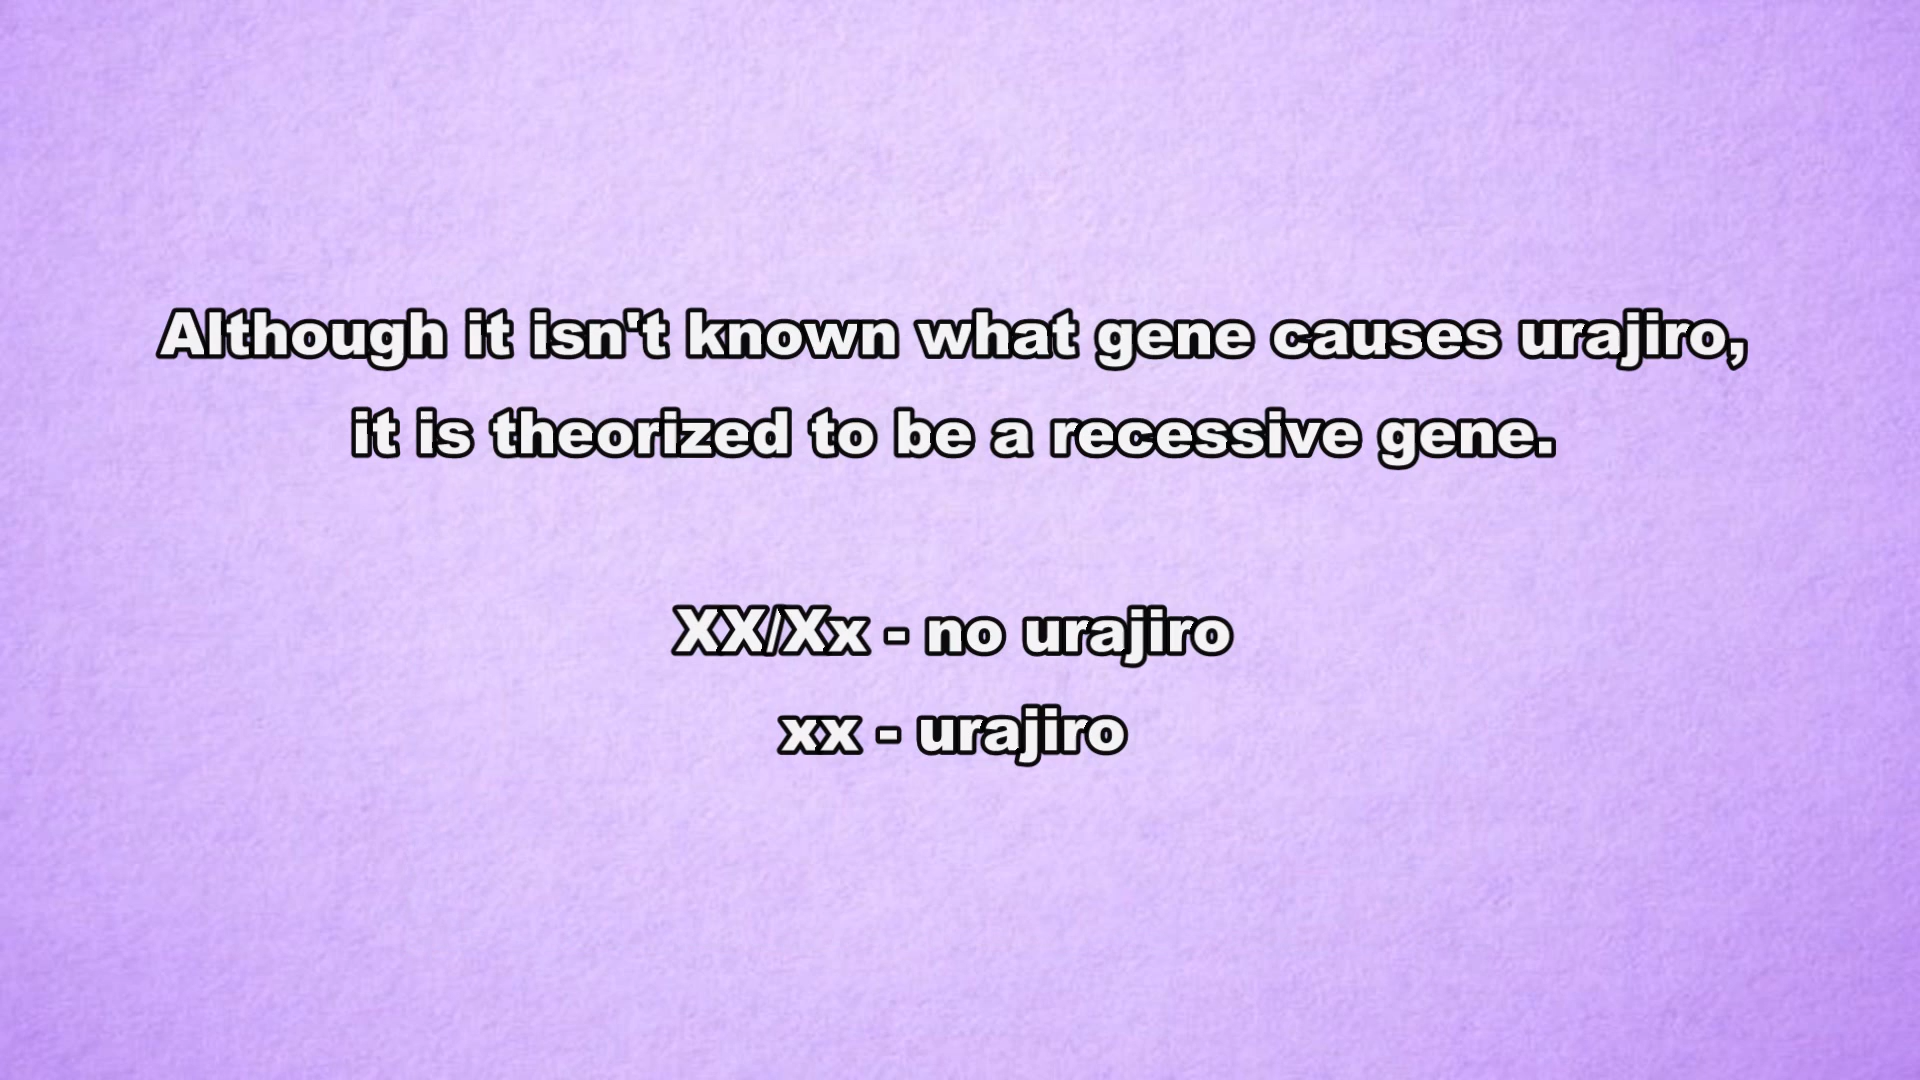 Although it isn't known what gene causes urajiro,
it is theorized to be a recessive gene.
XX/Xx - no urajiro
xx - urajiro